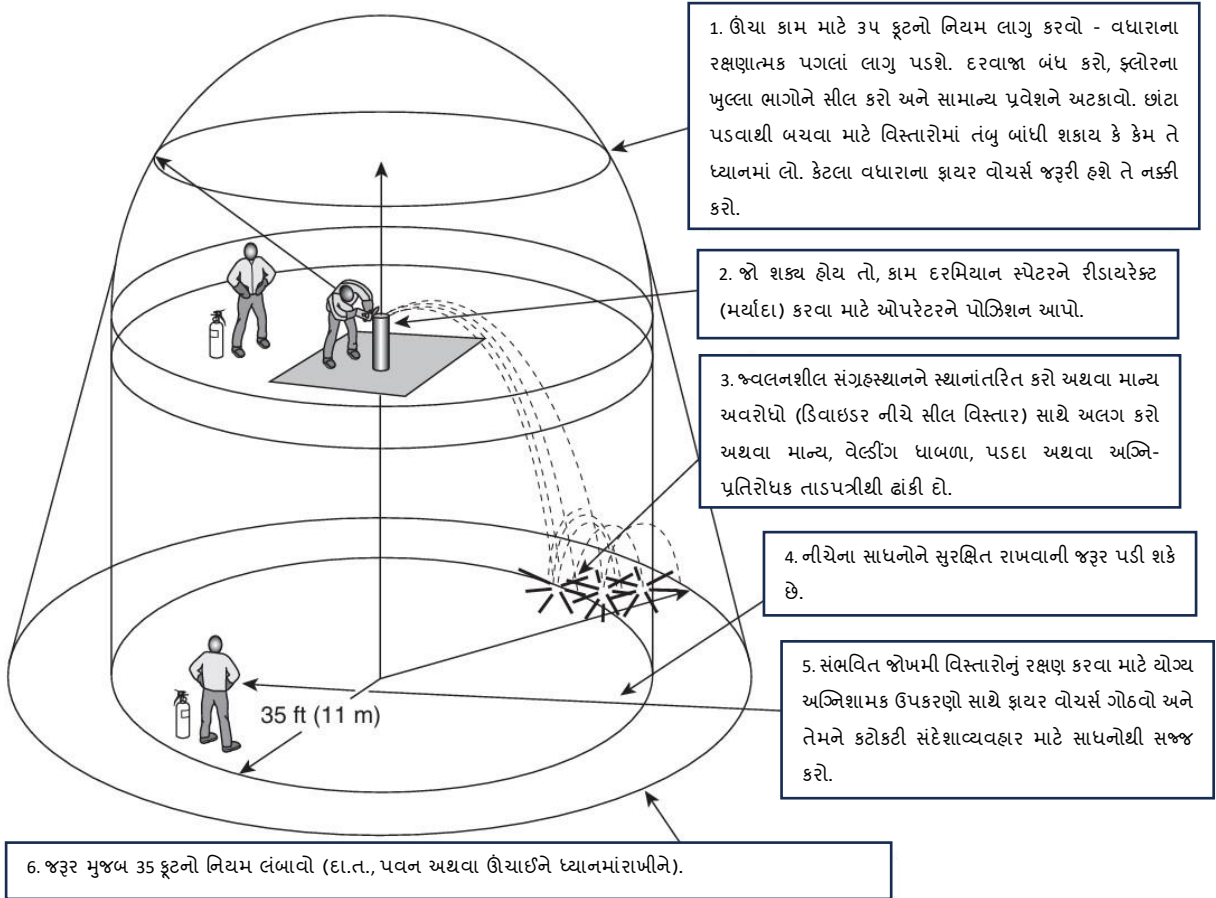 1. ઊંચા કામ માટે ૩૫ ફૂટનો નિયમ લાગુ કરવો - વધારાના
રક્ષણાત્મક પગલાં લાગુ પડશે. દરવાજા બંધ કરો, ફ્લોરના
ખુલ્લા ભાગોને સીલ કરો અને સામાન્ય પ્રવેશને અટકાવો. છાંટા
પડવાથી બચવા માટે વિસ્તારોમાં તંબુ બાંધી શકાય કે કેમ તે
ધ્યાનમાં લો. કેટલા વધારાના ફાયર વોચર્સ જરૂરી હશે તે નક્કી
કરો.
2. જો શક્ય હોય તો, કામ દરમિયાન સ્પેટરને રીડાયરેક્ટ
(મર્યાદા) કરવા માટે ઓપરેટરને પોઝિશન આપો.
3. જ્વલનશીલ સંગ્રહસ્થાનને સ્થાનાંતરિત કરો અથવા માન્ય
અવરોધો (ડિવાઇડર નીચે સીલ વિસ્તાર) સાથે અલગ કરો
અથવા માન્ય, વેલ્ડીંગ ધાબળા, પડદા અથવા અગ્નિ-
પ્રતિરોધક તાડપત્રીથી ઢાંકી દો.
4. નીચેના સાધનોને સુરક્ષિત રાખવાની જરૂર પડી શકે
છે.
5. સંભવિત જોખમી વિસ્તારોનું રક્ષણ કરવા માટે યોગ્ય
અગ્નિશામક ઉપકરણો સાથે ફાયર વોચર્સ ગોઠવો અને
તેમને કટોકટી સંદેશાવ્યવહાર માટે સાધનોથી સજ્જ
કરો.
35 ft (11 m)
6. જરૂર મુજબ 35 ફૂટનો નિયમ લંબાવો (દા.ત., પવન અથવા ઊંચાઈને ધ્યાનમાંરાખીને).